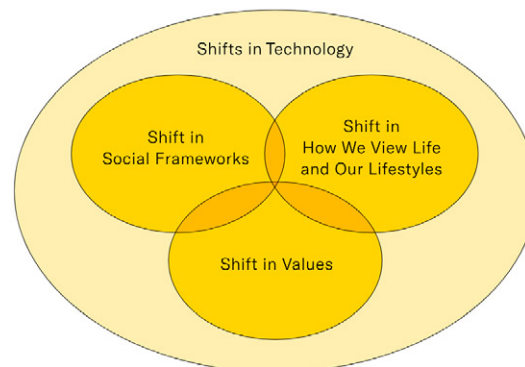 Shifts in Technology
Shift in
Social Frameworks
Shift in
How We View Life
and Our Lifestyles
Shift in Values